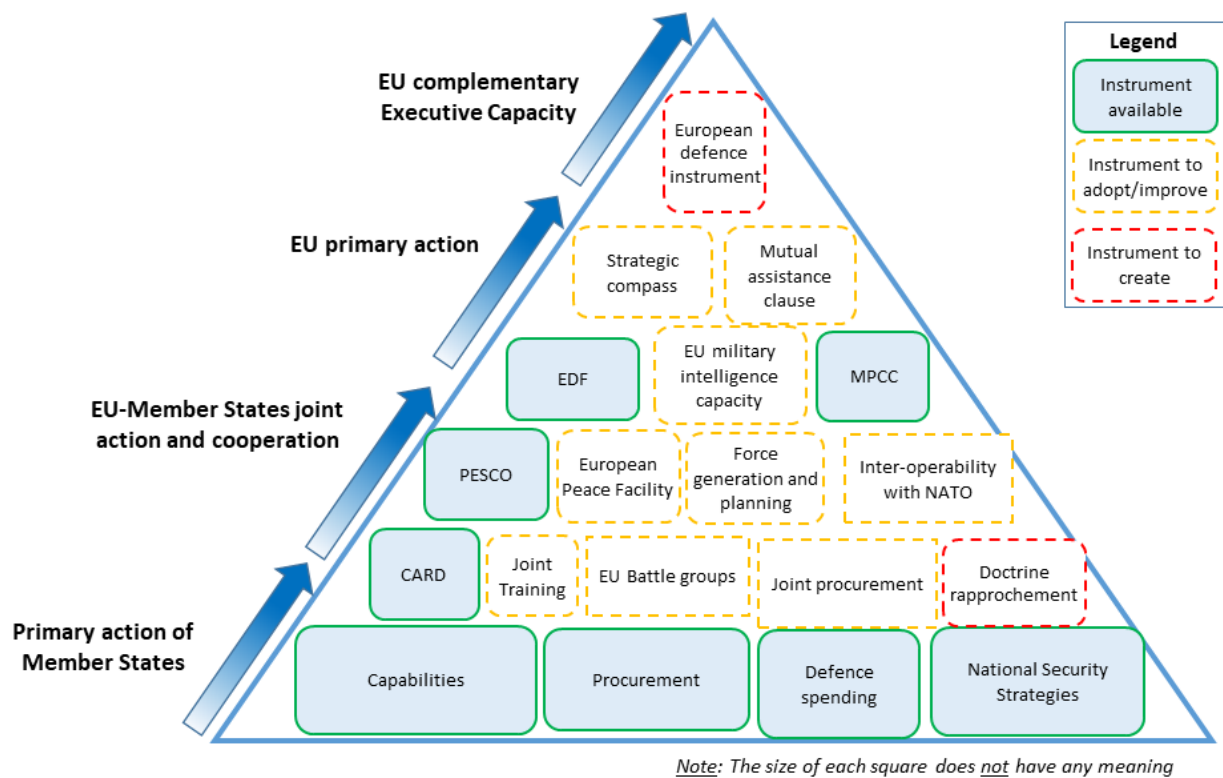 EU complementary
Executive Capacity
EU primary action
EU-Member States joint
action and cooperation
Primary action of
Member States
European
defence
instrument
Strategic
compass
Mutual
assistance
clause
EDF
EU military
intelligence
capacity
MPCC
PESCO
European
Peace Facility
Force
generation and
planning
Inter-operability
with NATO
CARD
Joint
Training
EU Battle groups
Joint procurement
Doctrine
rapprochement
Capabilities
Procurement
Defence
spending
National Security
Strategies
Legend
Instrument
available
Instrument to
adopt/improve
Instrument to
create
Note: The size of each square does not have any meaning